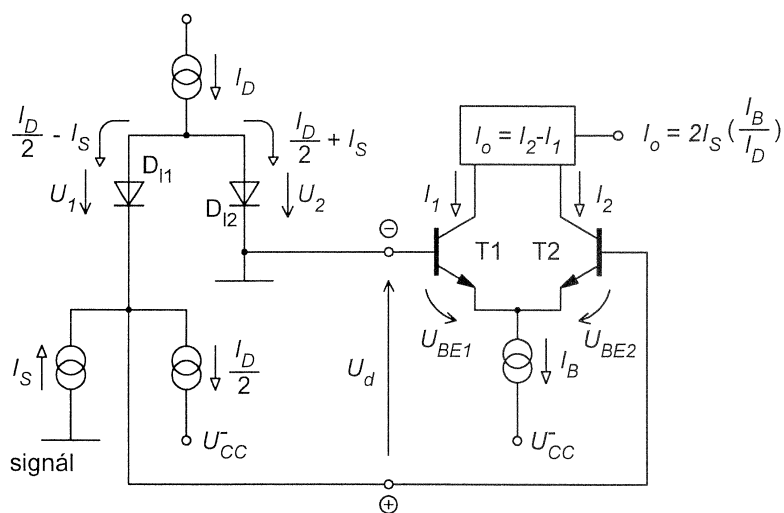 I_D
I_D/2 - I_S
I_D/2 + I_S
D_I1
U_1
D_I2
U_2
I_o = I_2-I_1
I_o = 2I_S(I_B/I_D)
I_1
I_2
⊖
T1
T2
U_BE1
U_BE2
I_S
I_D/2
U_d
I_B
U_CC^-
U_CC^-
signál
⊕